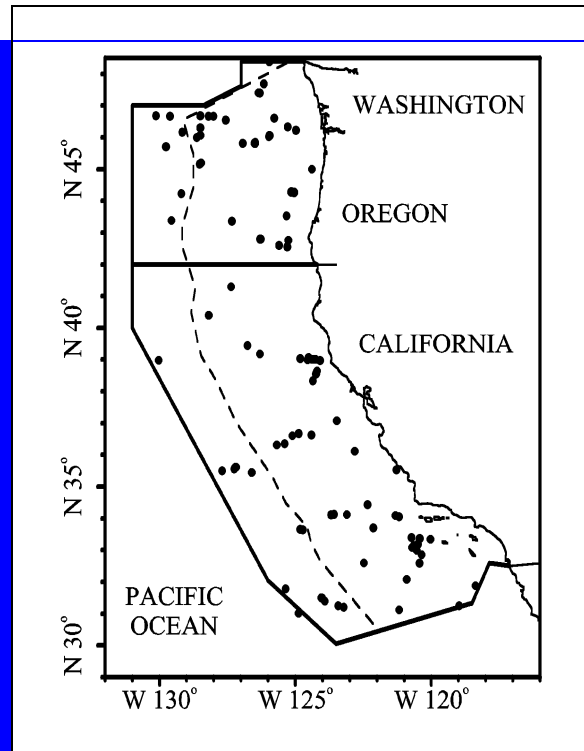 WASHINGTON
N 45°
OREGON
N 40°
CALIFORNIA
N 35°
PACIFIC
OCEAN
N 30°
W 130° W 125° W 120°